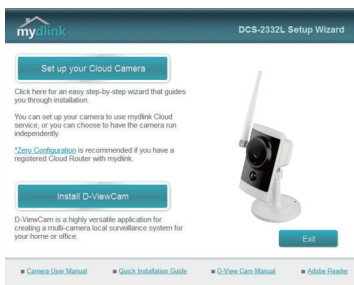 mydlink
DCS-2332L Setup Wizard
Set up your Cloud Camera
Click here for an easy step-by-step wizard that guides
you through installation.
You can set up your camera to use mydlink Cloud
service, or you can choose to have the camera run
independently.
*Zero Configuration is recommended if you have a
registered Cloud Router with mydlink.
Install D-ViewCam
D-ViewCam is a highly versatile application for
creating a multi-camera local surveillance system for
your home or office.
Exit
Camera User Manual
Quick Installation Guide
D-View Cam Manual
Adobe Reader